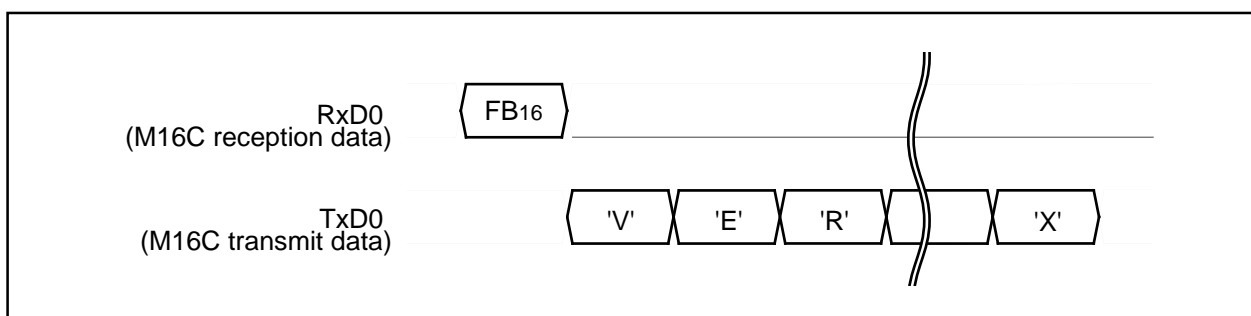 RxD0
(M16C reception data)
FB16
TxD0
(M16C transmit data)
'V' 'E' 'R' 'X'